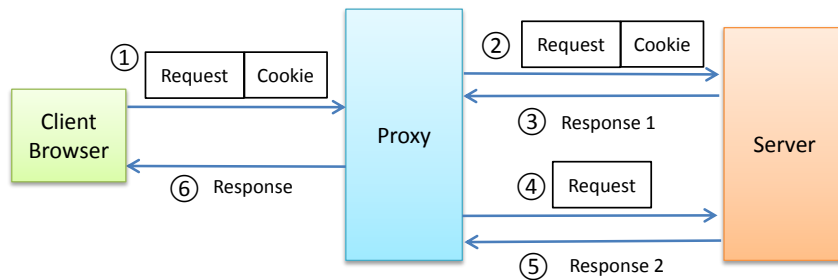 ① Request Cookie
② Request Cookie
Client
Browser
Proxy
Server
③ Response 1
④ Request
⑤ Response 2
⑥ Response